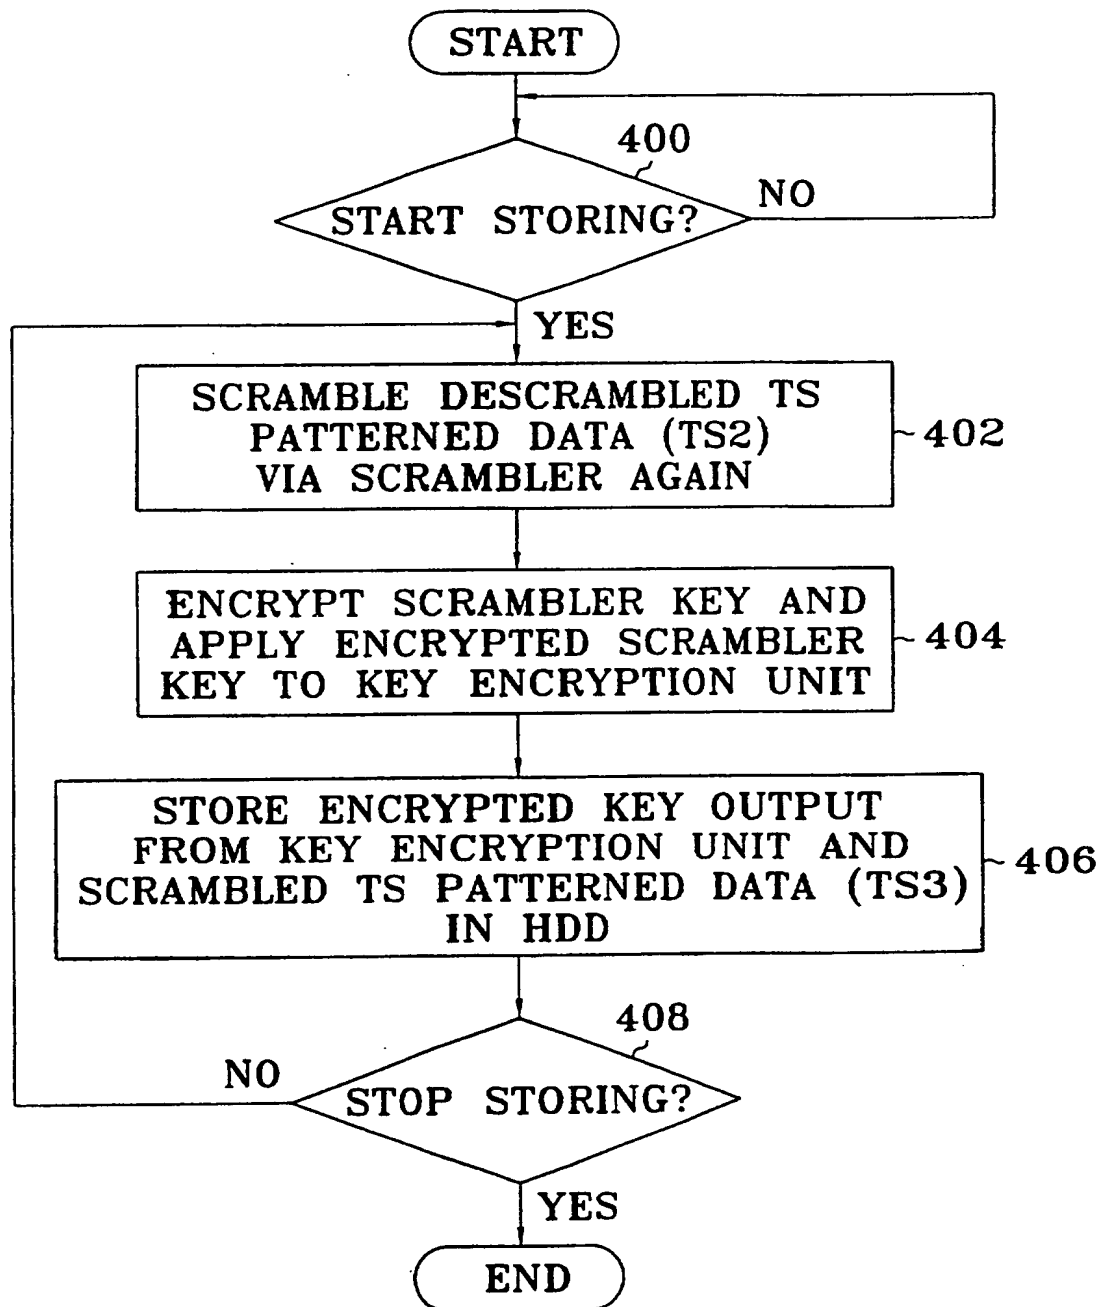 START
400
START STORING?
NO
YES
SCRAMBLE DESCRAMBLED TS
PATTERNED DATA (TS2)
VIA SCRAMBLER AGAIN
402
ENCRYPT SCRAMBLER KEY AND
APPLY ENCRYPTED SCRAMBLER
KEY TO KEY ENCRYPTION UNIT
404
STORE ENCRYPTED KEY OUTPUT
FROM KEY ENCRYPTION UNIT AND
SCRAMBLED TS PATTERNED DATA (TS3)
IN HDD
406
408
NO
STOP STORING?
YES
END